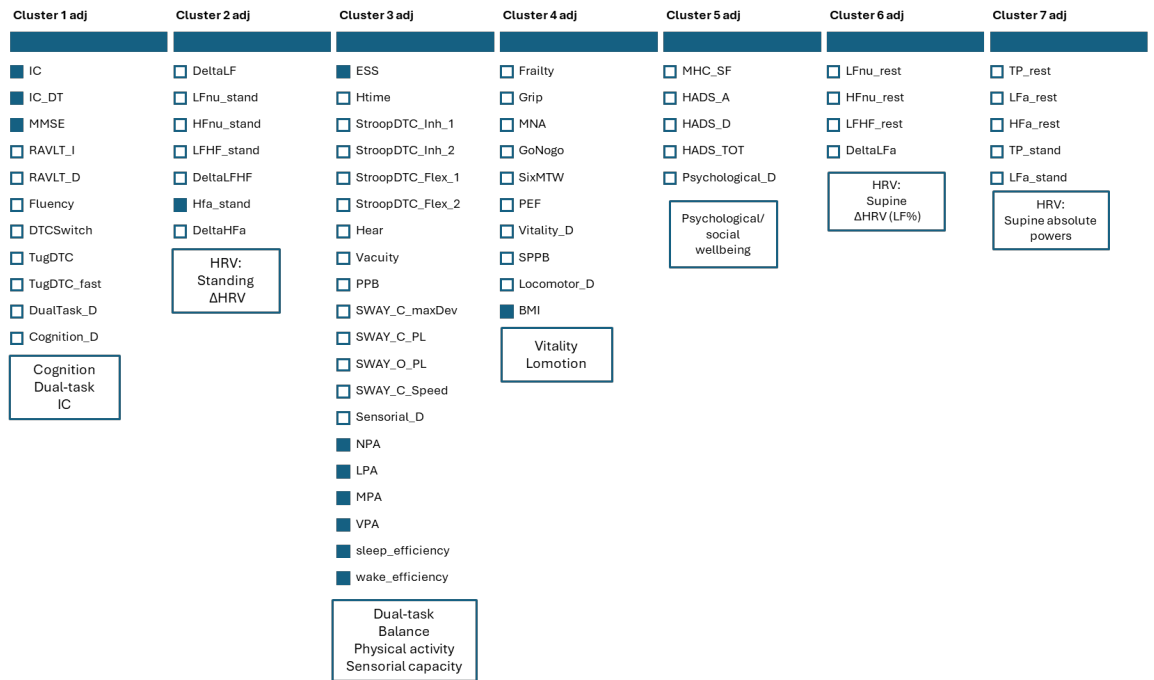 Cluster 1 adj
IC
IC_DT
MMSE
RAVLT_I
RAVLT_D
Fluency
DTCSwitch
TugDTC
TugDTC_fast
DualTask_D
Cognition_D
Cognition
Dual-task
IC
Cluster 2 adj
DeltaLF
LFnu_stand
HFnu_stand
LFHF_stand
DeltaLFHF
Hfa_stand
DeltaHFa
HRV:
Standing
ΔHRV
Cluster 3 adj
ESS
Htime
StroopDTC_Inh_1
StroopDTC_Inh_2
StroopDTC_Flex_1
StroopDTC_Flex_2
Hear
Vacuity
PPB
SWAY_C_maxDev
SWAY_C_PL
SWAY_O_PL
SWAY_C_Speed
Sensorial_D
NPA
LPA
MPA
VPA
sleep_efficiency
wake_efficiency
Dual-task
Balance
Physical activity
Sensorial capacity
Cluster 4 adj
Frailty
Grip
MNA
GoNogo
SixMTW
PEF
Vitality_D
SPPB
Locomotor_D
BMI
Vitality
Lomotion
Cluster 5 adj
MHC_SF
HADS_A
HADS_D
HADS_TOT
Psychological_D
Psychological/
social
wellbeing
Cluster 6 adj
LFnu_rest
HFnu_rest
LFHF_rest
DeltaLFa
HRV:
Supine
ΔHRV (LF%)
Cluster 7 adj
TP_rest
LFa_rest
HFa_rest
TP_stand
LFa_stand
HRV:
Supine absolute
powers